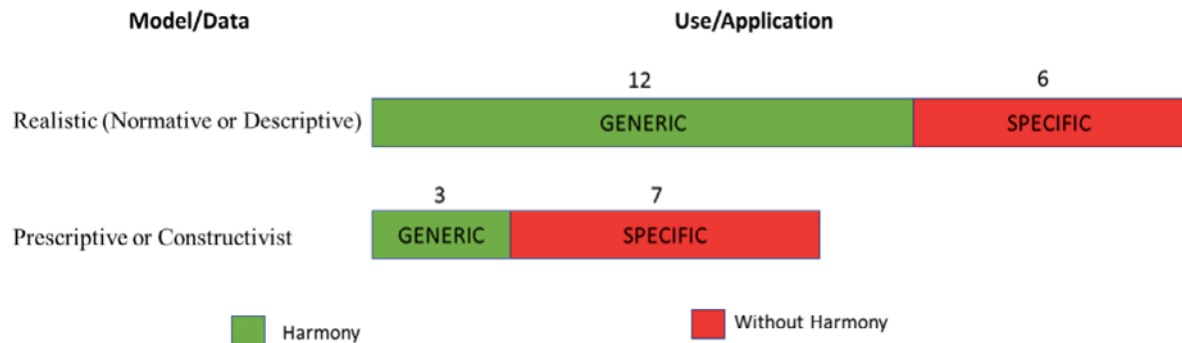 Model/Data Use/Application
12 6
Realistic (Normative or Descriptive) GENERIC SPECIFIC
3 7
Prescriptive or Constructivist GENERIC SPECIFIC
Harmony Without Harmony